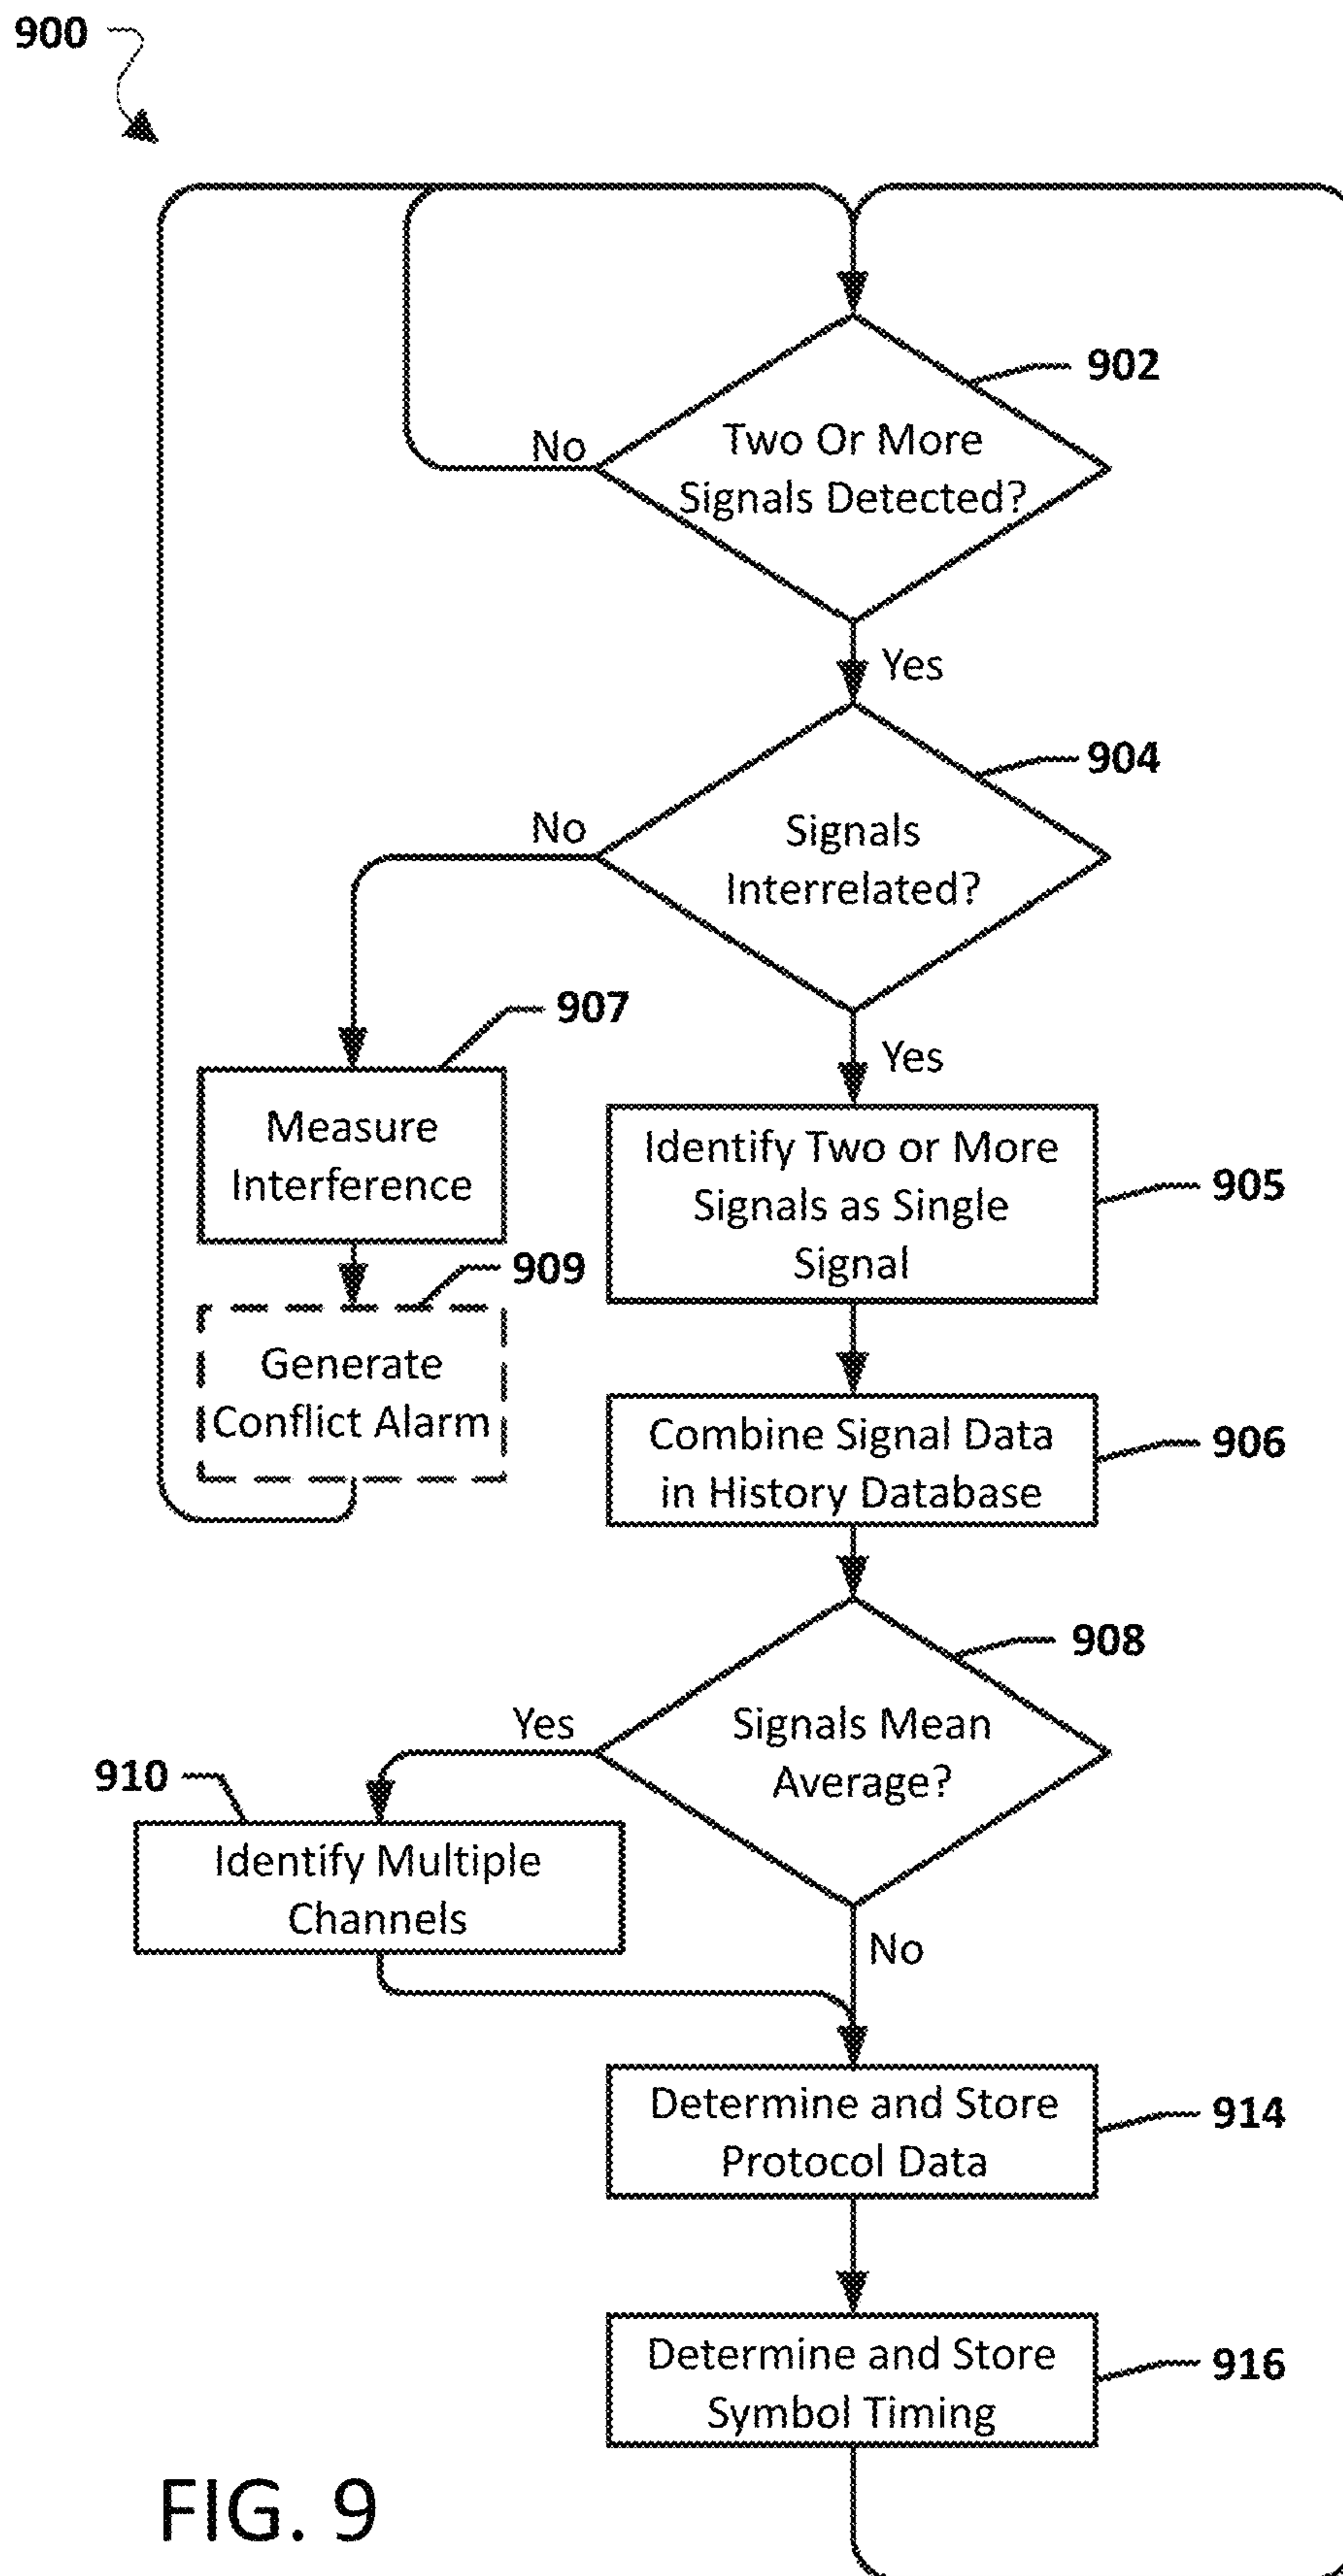 900
902
No
Two Or More
Signals Detected?
Yes
904
No
Signals
Interrelated?
907
Yes
Measure
Interference
Identify Two or More
Signals as Single
Signal
905
909
Generate
Conflict Alarm
Combine Signal Data
in History Database
906
908
Yes
Signals Mean
Average?
910
Identify Multiple
Channels
No
Determine and Store
Protocol Data
914
Determine and Store
Symbol Timing
916
FIG. 9